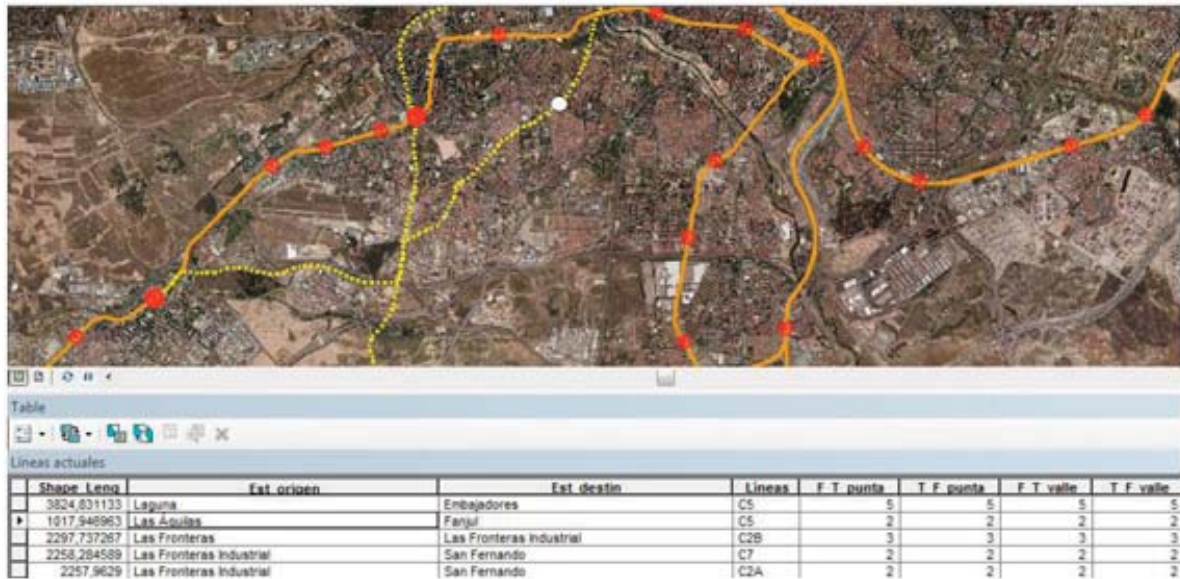 Table
Lineas actuales
Shape_Leng Est_origen Est_destin Lineas F_T_punta T_F_punta F_T_valle T_F_valle
3824,831133 Laguna Embajadores C5 5 5 5 5
1017,946963 Las Águilas Fanjul C5 2 2 2 2
2297,737267 Las Fronteras Las Fronteras Industrial C2B 3 3 3 3
2258,284589 Las Fronteras Industrial San Fernando C7 2 2 2 2
2257,9629 Las Fronteras Industrial San Fernando C2A 2 2 2 2